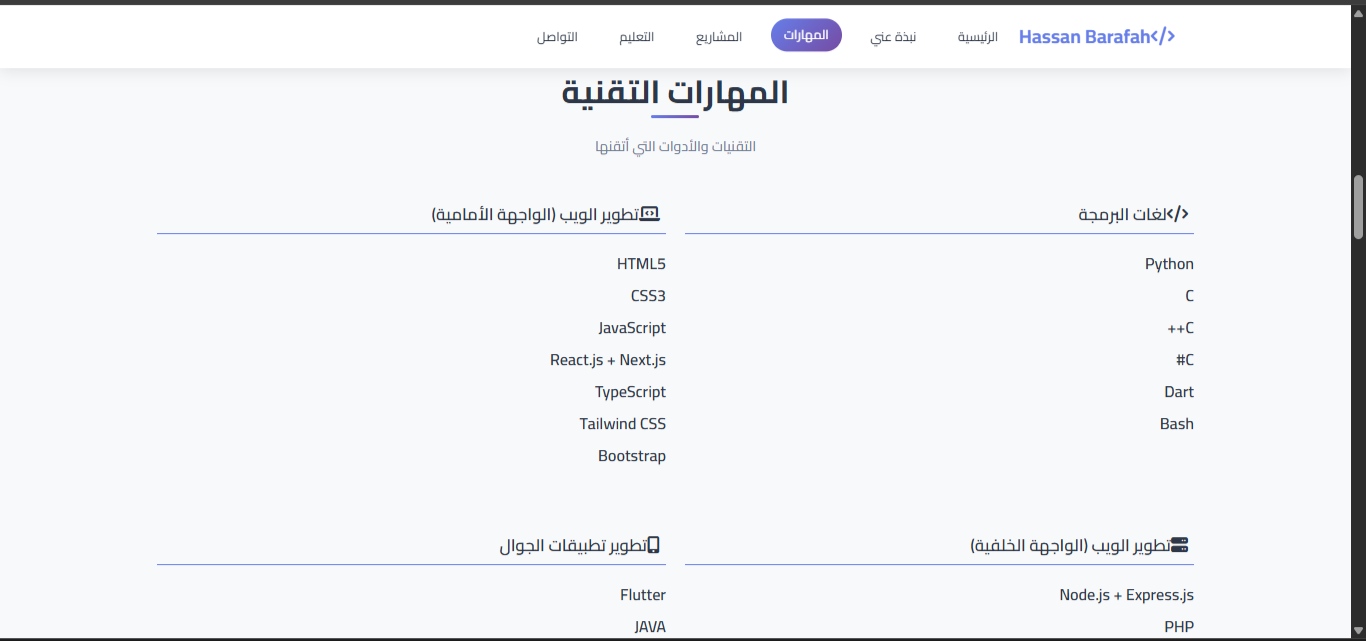 Hassan Barafah</>
الرئيسية
نبذة عني
المهارات
المشاريع
التعليم
التواصل
المهارات التقنية
التقنيات والأدوات التي أتقنها
لغات البرمجة
Python
C
++C
#C
Dart
Bash
تطوير الويب (الواجهة الأمامية)
HTML5
CSS3
JavaScript
React.js + Next.js
TypeScript
Tailwind CSS
Bootstrap
تطوير الويب (الواجهة الخلفية)
Node.js + Express.js
PHP
تطوير تطبيقات الجوال
Flutter
JAVA